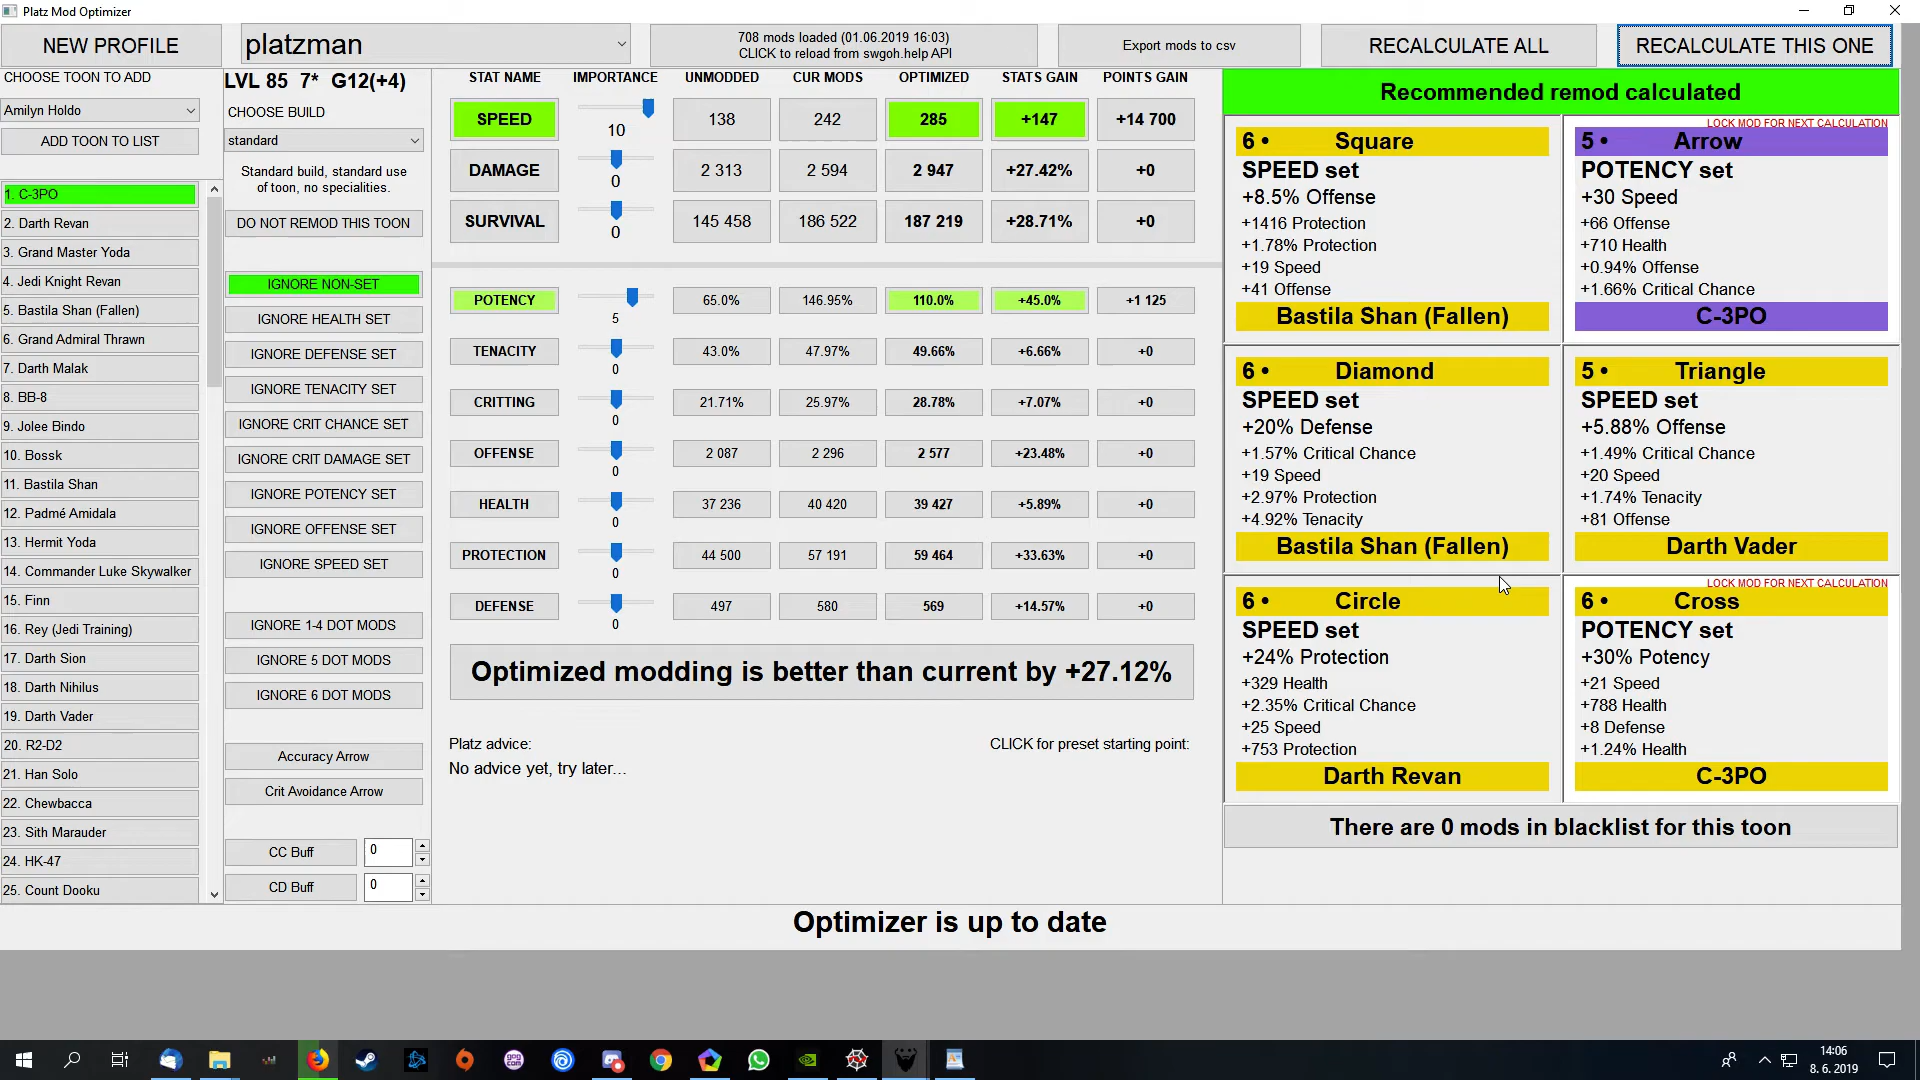 Platz Mod Optimizer
NEW PROFILE
platzman
708 mods loaded (01.06.2019 16:03)
CLICK to reload from swgoh.help API
Export mods to csv
RECALCULATE ALL
RECALCULATE THIS ONE
CHOOSE TOON TO ADD
Amilyn Holdo
ADD TOON TO LIST
1. C-3PO
2. Darth Revan
3. Grand Master Yoda
4. Jedi Knight Revan
5. Bastila Shan (Fallen)
6. Grand Admiral Thrawn
7. Darth Malak
8. BB-8
9. Jolee Bindo
10. Bossk
11. Bastila Shan
12. Padmé Amidala
13. Hermit Yoda
14. Commander Luke Skywalker
15. Finn
16. Rey (Jedi Training)
17. Darth Sion
18. Darth Nihilus
19. Darth Vader
20. R2-D2
21. Han Solo
22. Chewbacca
23. Sith Marauder
24. HK-47
25. Count Dooku
LVL 85 7* G12(+4)
CHOOSE BUILD
standard
Standard build, standard use
of toon, no specialities.
DO NOT REMOD THIS TOON
IGNORE NON-SET
IGNORE HEALTH SET
IGNORE DEFENSE SET
IGNORE TENACITY SET
IGNORE CRIT CHANCE SET
IGNORE CRIT DAMAGE SET
IGNORE POTENCY SET
IGNORE OFFENSE SET
IGNORE SPEED SET
IGNORE 1-4 DOT MODS
IGNORE 5 DOT MODS
IGNORE 6 DOT MODS
Accuracy Arrow
Crit Avoidance Arrow
CC Buff 0
CD Buff 0
STAT NAME IMPORTANCE UNMODDED CUR MODS OPTIMIZED STATS GAIN POINTS GAIN
SPEED 10 138 242 285 +147 +14 700
DAMAGE 0 2 313 2 594 2 947 +27.42% +0
SURVIVAL 0 145 458 186 522 187 219 +28.71% +0
POTENCY 5 65.0% 146.95% 110.0% +45.0% +1 125
TENACITY 0 43.0% 47.97% 49.66% +6.66% +0
CRITTING 0 21.71% 25.97% 28.78% +7.07% +0
OFFENSE 0 2 087 2 296 2 577 +23.48% +0
HEALTH 0 37 236 40 420 39 427 +5.89% +0
PROTECTION 0 44 500 57 191 59 464 +33.63% +0
DEFENSE 0 497 580 569 +14.57% +0
Optimized modding is better than current by +27.12%
Platz advice:
No advice yet, try later...
CLICK for preset starting point:
Recommended remod calculated
6 • Square
SPEED set
+8.5% Offense
+1416 Protection
+1.78% Protection
+19 Speed
+41 Offense
Bastila Shan (Fallen)
LOCK MOD FOR NEXT CALCULATION
5 • Arrow
POTENCY set
+30 Speed
+66 Offense
+710 Health
+0.94% Offense
+1.66% Critical Chance
C-3PO
6 • Diamond
SPEED set
+20% Defense
+1.57% Critical Chance
+19 Speed
+2.97% Protection
+4.92% Tenacity
Bastila Shan (Fallen)
5 • Triangle
SPEED set
+5.88% Offense
+1.49% Critical Chance
+20 Speed
+1.74% Tenacity
+81 Offense
Darth Vader
6 • Circle
SPEED set
+24% Protection
+329 Health
+2.35% Critical Chance
+25 Speed
+753 Protection
Darth Revan
LOCK MOD FOR NEXT CALCULATION
6 • Cross
POTENCY set
+30% Potency
+21 Speed
+788 Health
+8 Defense
+1.24% Health
C-3PO
There are 0 mods in blacklist for this toon
Optimizer is up to date
14:06
8. 6. 2019